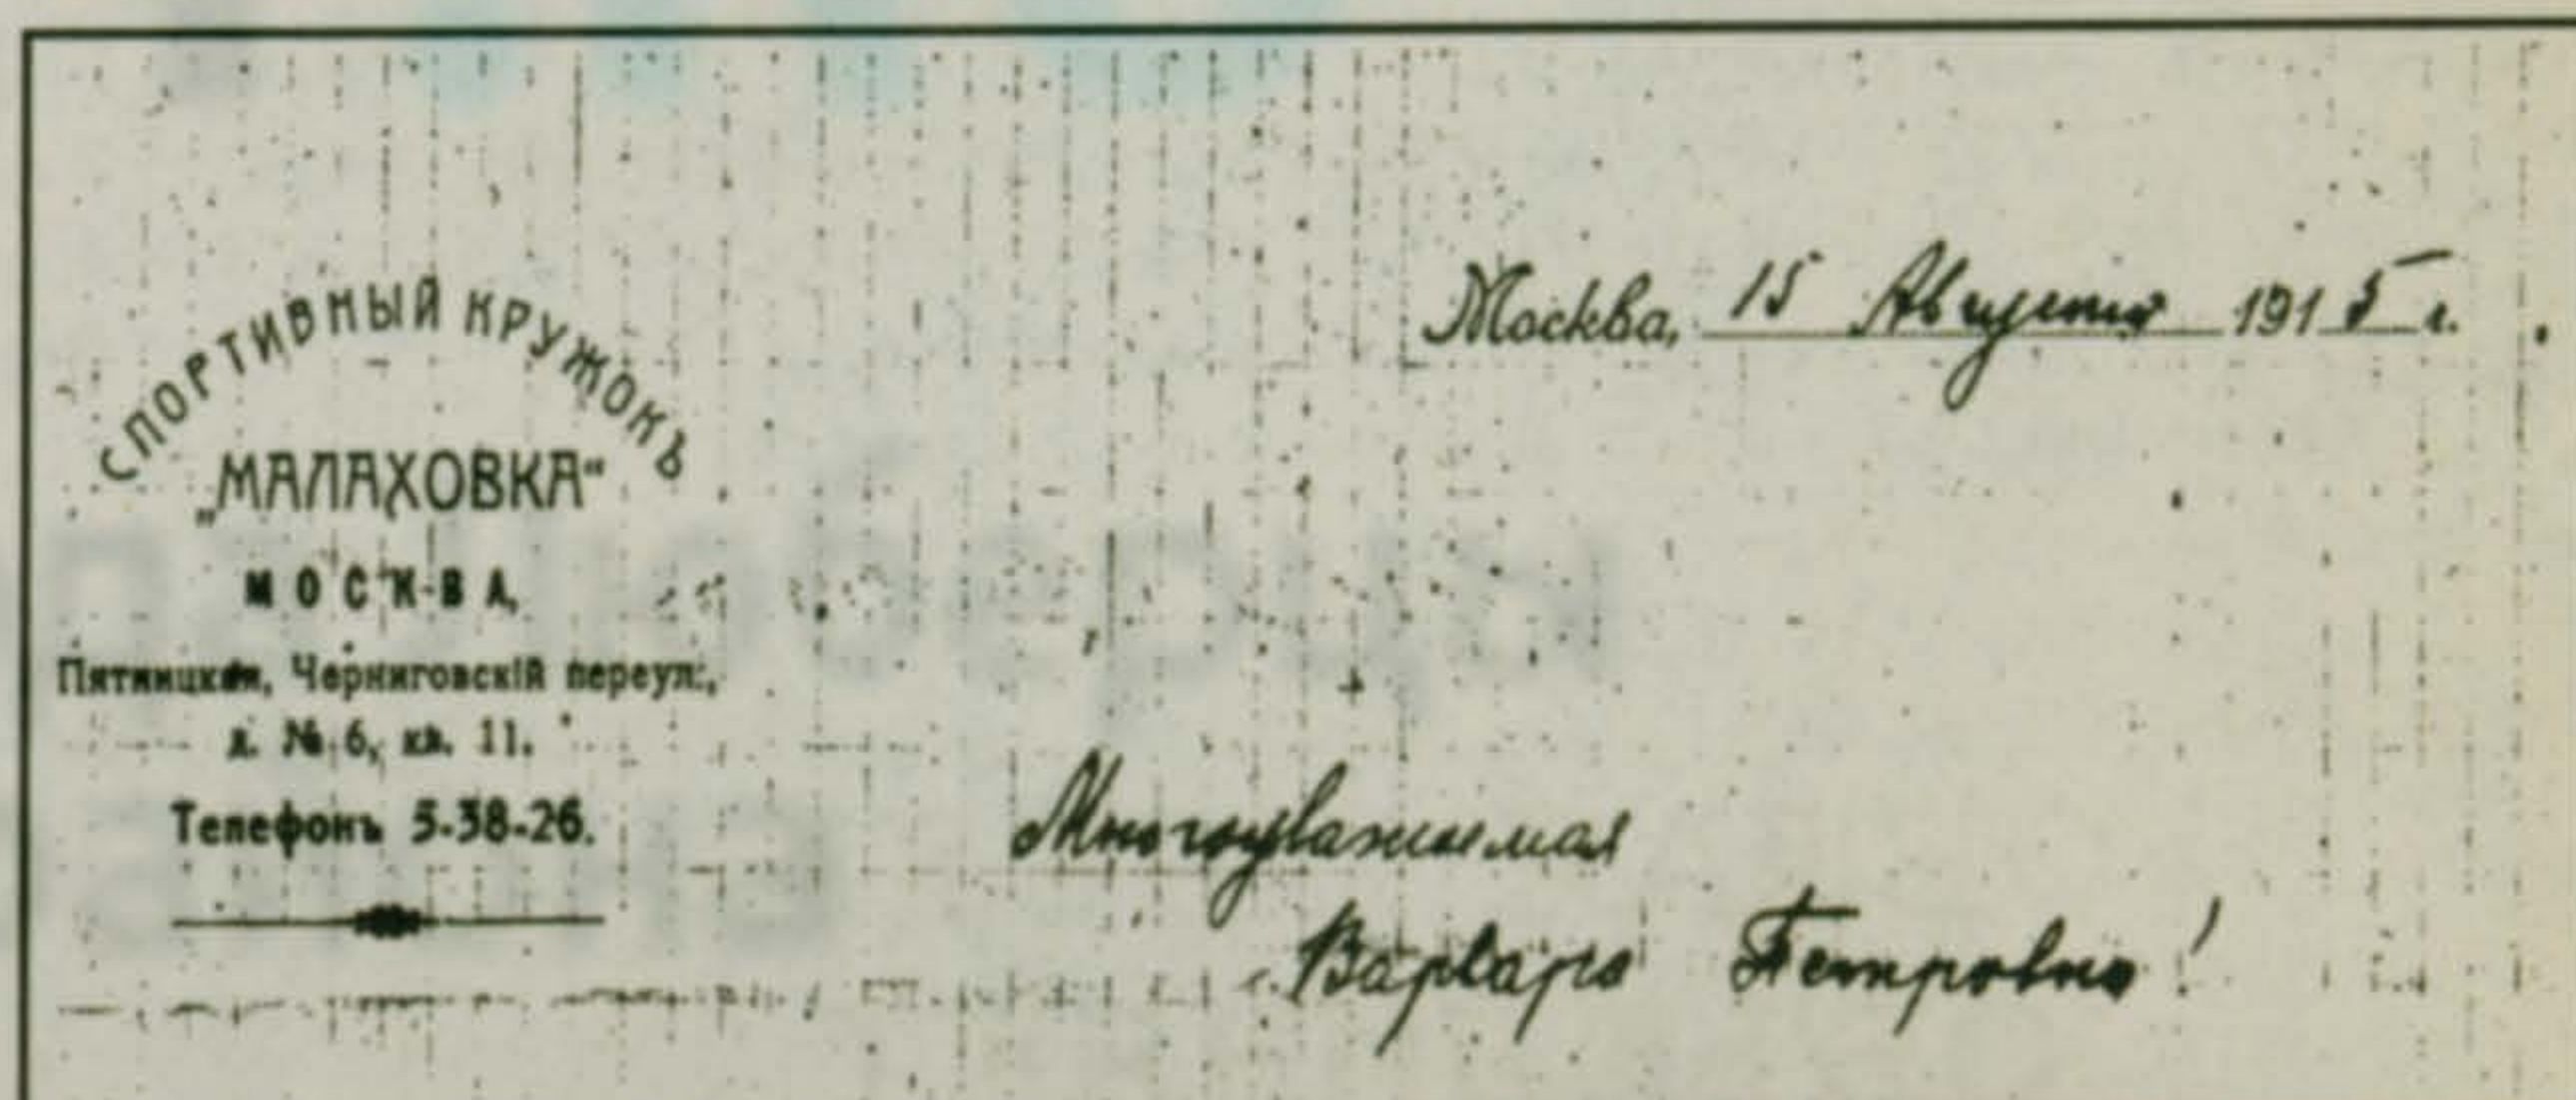 СПОРТИВНЫЙ КРУЖОКЪ
„МАЛАХОВКА“
МОСКВА,
Пятницкая, Черниговскій переул.,
д. № 6, кв. 11.
Телефонъ 5-38-26.
Москва, 15 Августа 1915 г.
Многоуважаемая
Варвара Петровна!